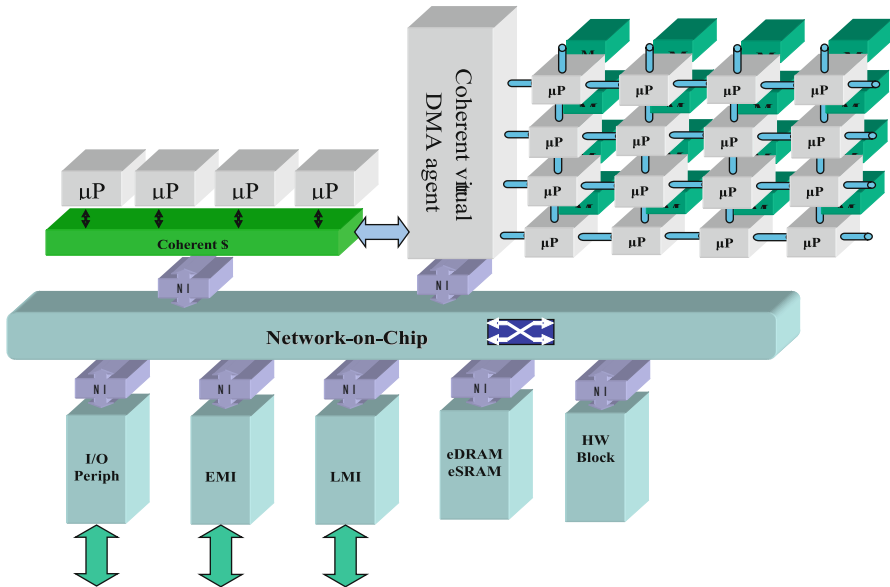 Coherent virtual
DMA agent
M
µP µP µP µP
µP µP µP µP
µP µP µP µP
µP µP µP µP
µP µP µP µP
Coherent $
NI
NI
Network-on-Chip
NI
NI
NI
NI
NI
I/O
Periph
EMI
LMI
eDRAM
eSRAM
HW
Block